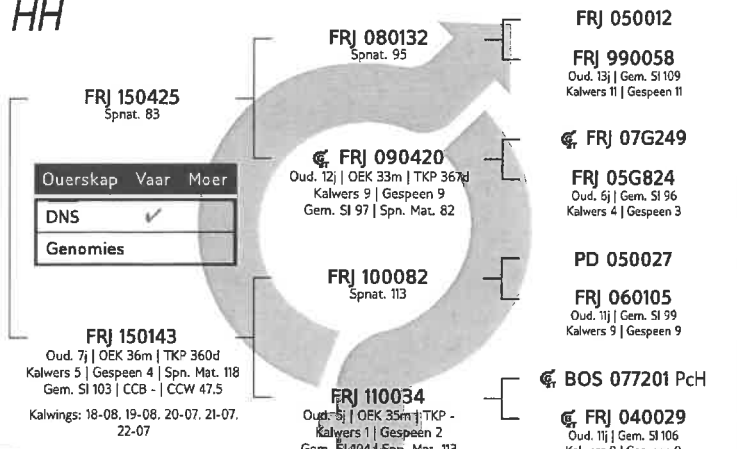 HH
FRJ 150425
Spnat. 83
Ouerskap Vaar Moer
DNS ✓
Genomies
FRJ 150143
Oud. 7j | OEK 36m | TKP 360d
Kalwers 5 | Gespeen 4 | Spn. Mat. 118
Gem. SI 103 | CCB - | CCW 47.5
Kalwings: 18-08, 19-08, 20-07, 21-07,
22-07
FRJ 080132
Spnat. 95
FRJ 090420
Oud. 12j | OEK 33m | TKP 367d
Kalwers 9 | Gespeen 9
Gem. SI 97 | Spn. Mat. 82
FRJ 100082
Spnat. 113
FRJ 110034
Oud. 5j | OEK 35m | TKP -
Kalwers 1 | Gespeen 2
Gem. SI 104 | Spn. Mat. 113
FRJ 050012
FRJ 990058
Oud. 13j | Gem. SI 109
Kalwers 11 | Gespeen 11
FRJ 07G249
FRJ 05G824
Oud. 6j | Gem. SI 96
Kalwers 4 | Gespeen 3
PD 050027
FRJ 060105
Oud. 11j | Gem. SI 99
Kalwers 9 | Gespeen 9
BOS 077201 PcH
FRJ 040029
Oud. 11j | Gem. SI 106